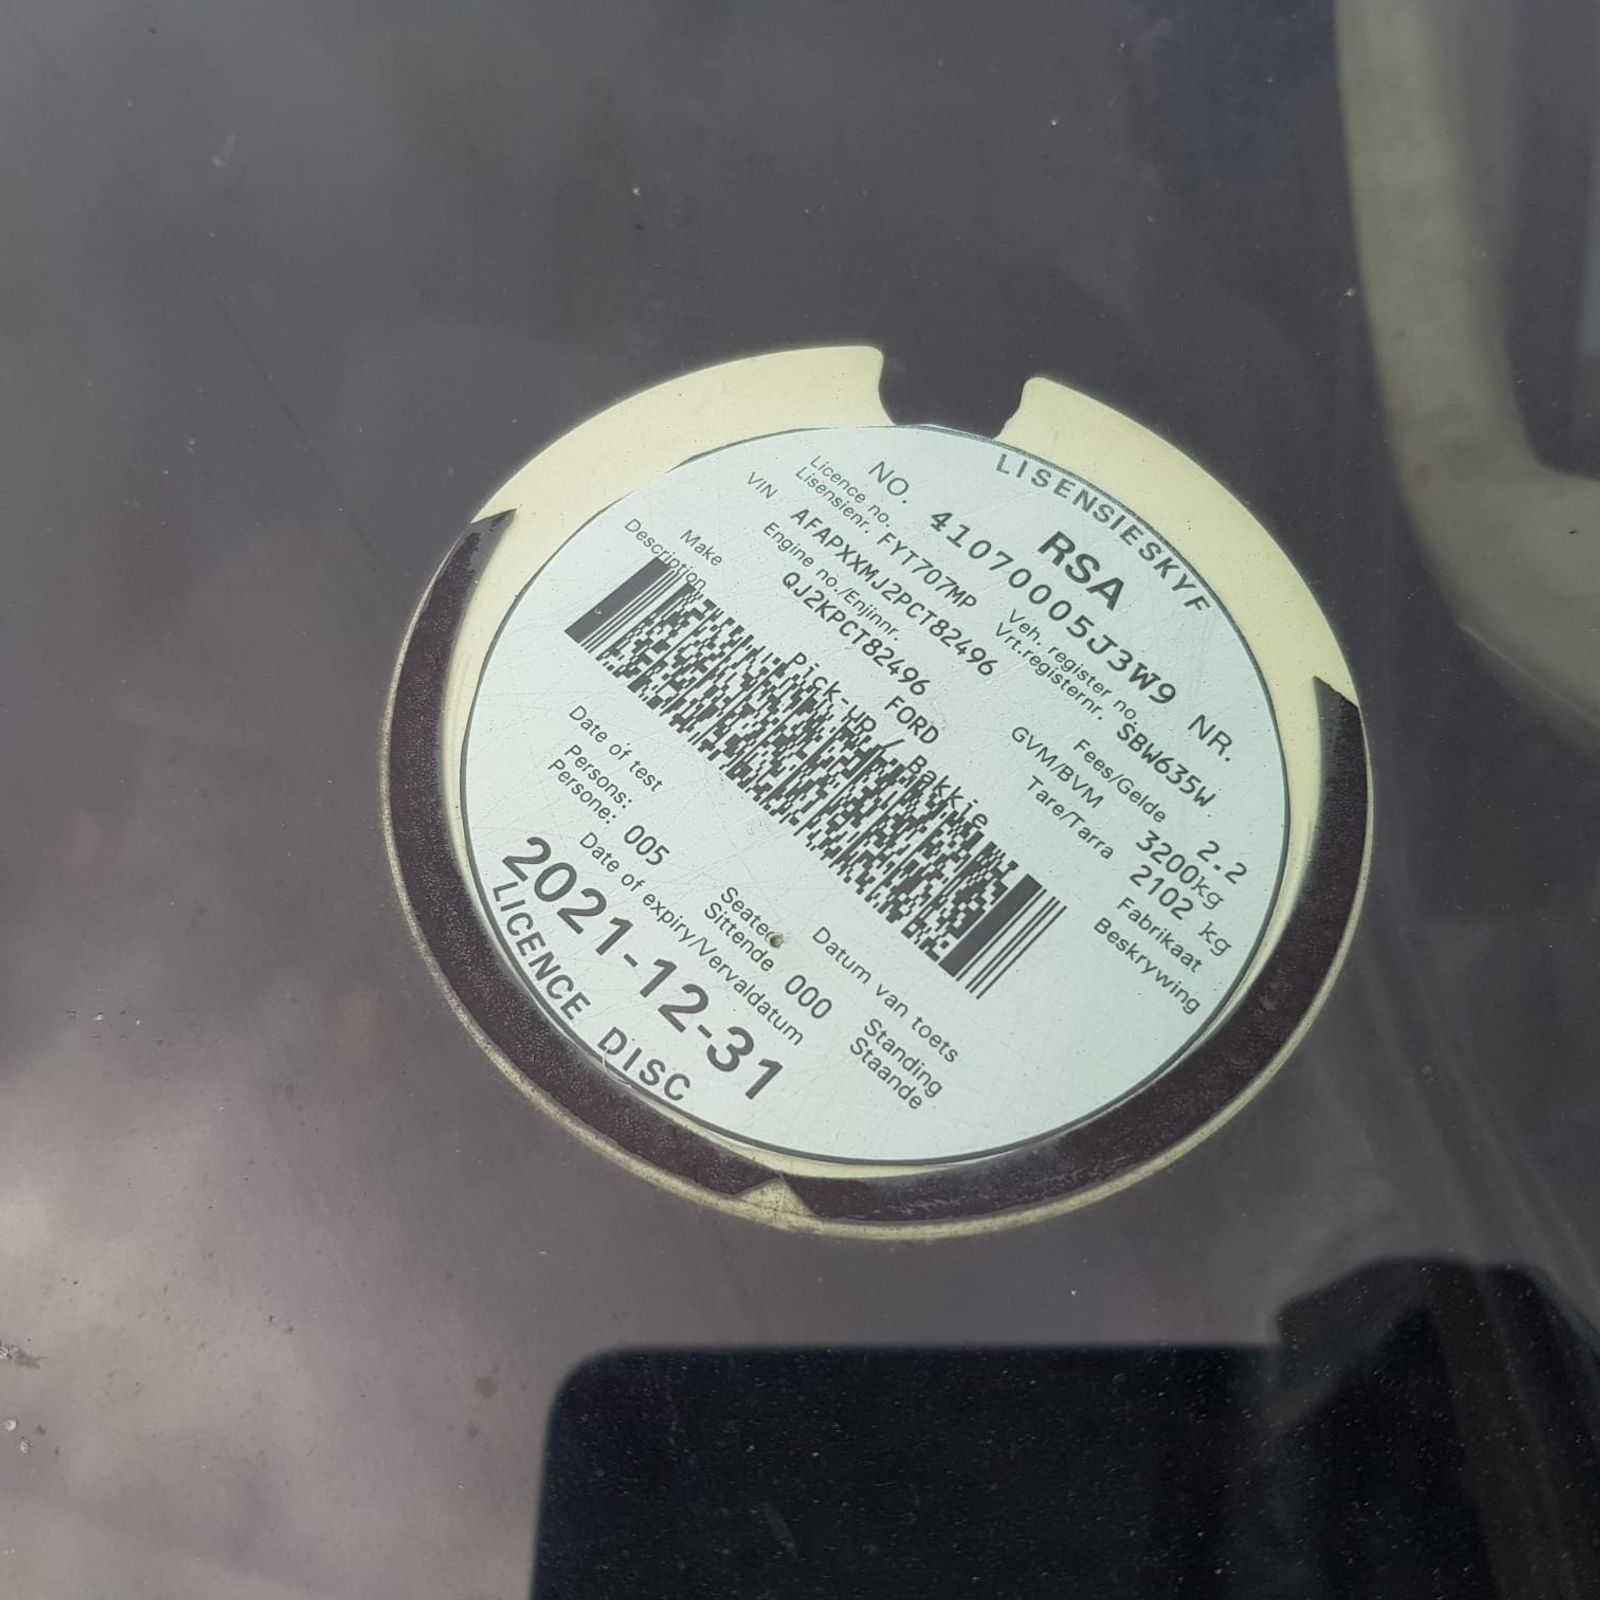 LISENSIESKYF
RSA
NO. 41070005J3W9 NR.
Licence no.
Lisensienr. FYT707MP
Veh. register no.
Vrt.registernr. SBW635W
VIN AFAPXXMJ2PCT82496
Fees/Gelde 2.2
Engine no./Enjinnr.
QJ2KPCT82496
GVM/BVM 3200kg
Tare/Tarra 2102 kg
Make FORD Fabrikaat
Description Pick-up / Bakkie Beskrywing
Date of test Datum van toets
Persons:
Persone: 005
Seated
Sittende 000
Standing
Staande
Date of expiry/Vervaldatum
2021-12-31
LICENCE DISC